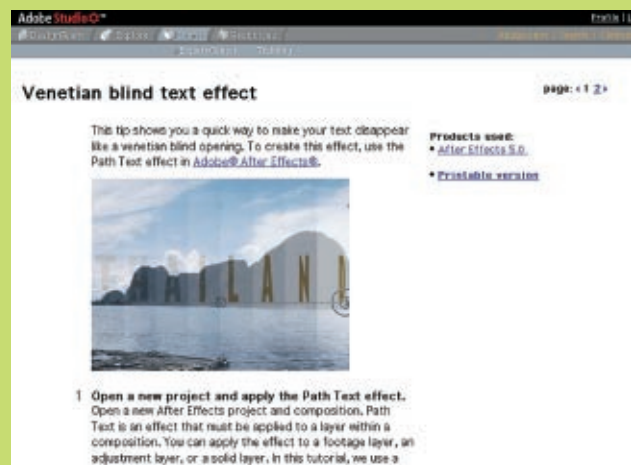 Adobe Studio™
Explore
Venetian blind text effect
page: ‹ 1 2 ›
This tip shows you a quick way to make your text disappear
like a venetian blind opening. To create this effect, use the
Path Text effect in Adobe® After Effects®.
Products used:
• After Effects 5.0
• Printable version
THAILAN
1 Open a new project and apply the Path Text effect.
Open a new After Effects project and composition. Path
Text is an effect that must be applied to a layer within a
composition. You can apply the effect to a footage layer, an
adjustment layer, or a solid layer. In this tutorial, we use a